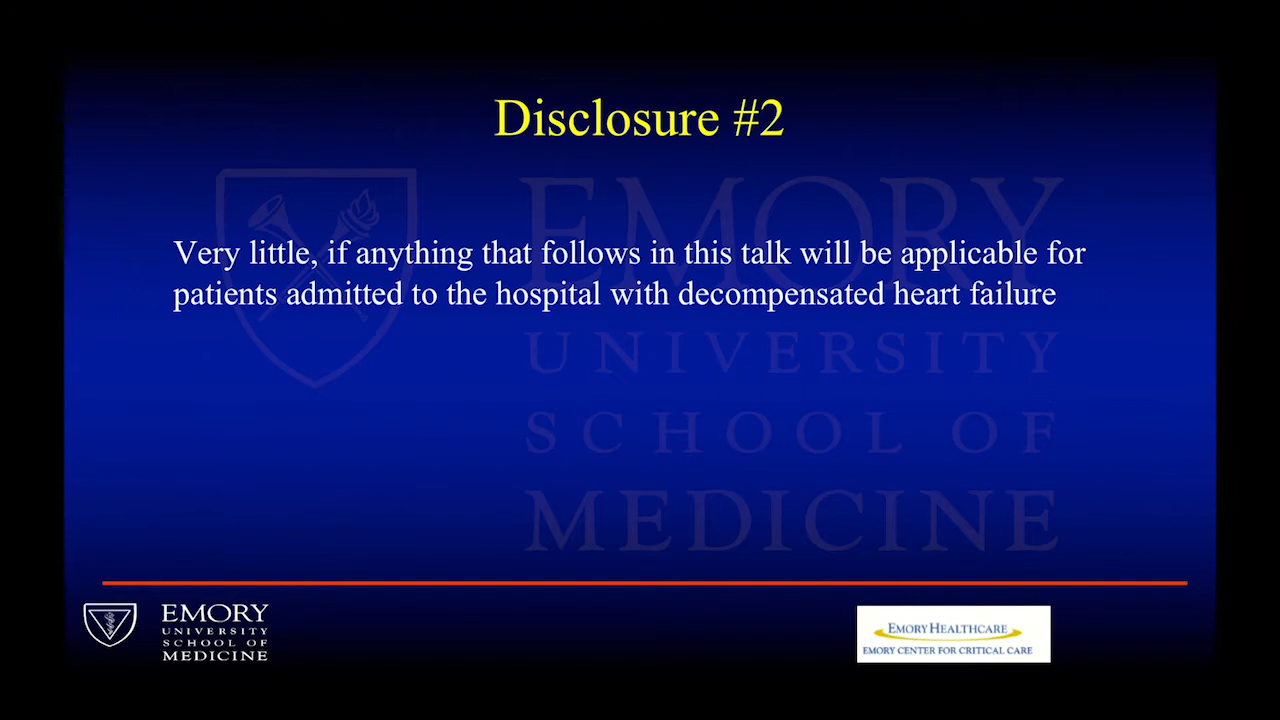 Disclosure #2
EMORY
Very little, if anything that follows in this talk will be applicable for
patients admitted to the hospital with decompensated heart failure
UNIVERSITY
SCHOOL OF
MEDICINE
EMORY
UNIVERSITY
SCHOOL OF
MEDICINE
EMORY HEALTHCARE
EMORY CENTER FOR CRITICAL CARE